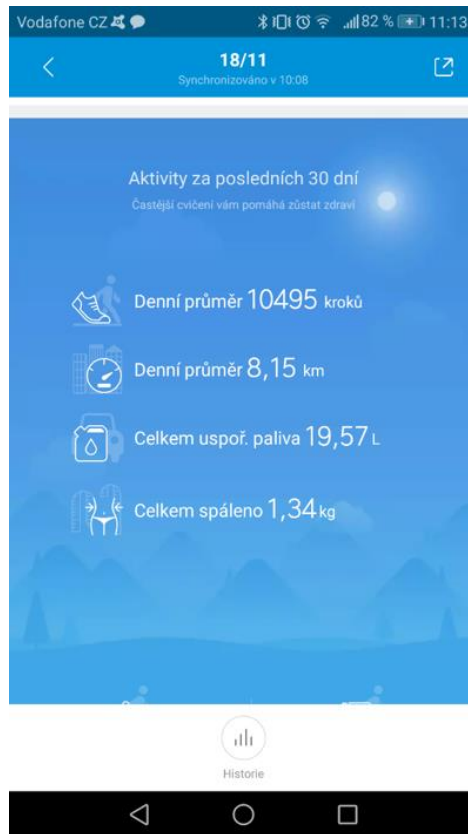 Vodafone CZ 82 % 11:13
18/11
Synchronizováno v 10:08
Aktivity za posledních 30 dní
Častější cvičení vám pomáhá zůstat zdraví
Denní průměr 10495 kroků
Denní průměr 8,15 km
Celkem uspoř. paliva 19,57 L
Celkem spáleno 1,34 kg
Historie